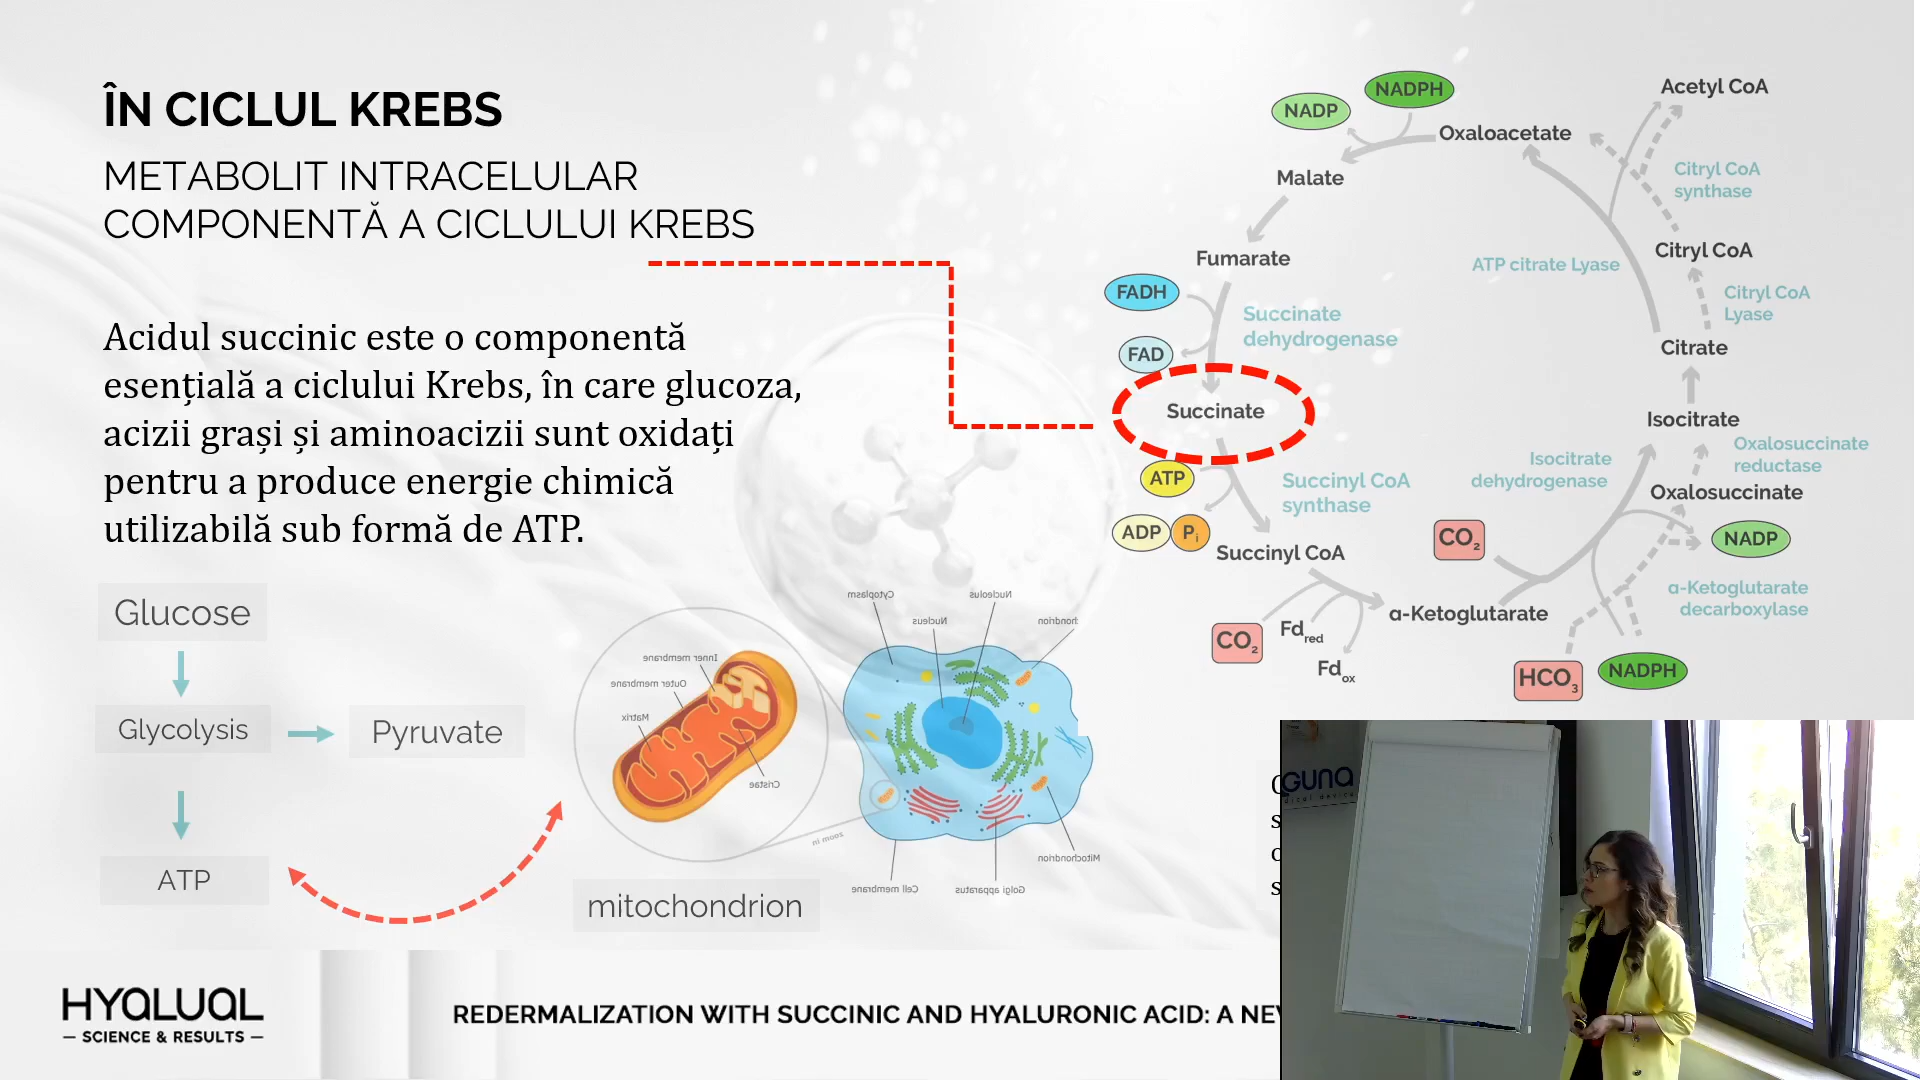 ÎN CICLUL KREBS
METABOLIT INTRACELULAR
COMPONENTĂ A CICLULUI KREBS
Acidul succinic este o componentă
esențială a ciclului Krebs, în care glucoza,
acizii grași și aminoacizii sunt oxidați
pentru a produce energie chimică
utilizabilă sub formă de ATP.
Glucose
Glycolysis
Pyruvate
ATP
mitochondrion
Inner membrane
Outer membrane
Matrix
Cristae
zoom in
Cytoplasm
Nucleus
Nucleolus
hondrion
Mitochondrion
Golgi apparatus
Cell membrane
NADP
NADPH
Oxaloacetate
Acetyl CoA
Malate
Citryl CoA
synthase
Fumarate
ATP citrate Lyase
Citryl CoA
FADH
Succinate
dehydrogenase
Citryl CoA
Lyase
FAD
Citrate
Succinate
Isocitrate
Oxalosuccinate
reductase
Isocitrate
dehydrogenase
ATP
Succinyl CoA
synthase
Oxalosuccinate
ADP
Pi
CO2
NADP
Succinyl CoA
α-Ketoglutarate
decarboxylase
α-Ketoglutarate
CO2
Fdred
Fdox
HCO3
NADPH
GUNA
HYALUAL
SCIENCE & RESULTS
REDERMALIZATION WITH SUCCINIC AND HYALURONIC ACID: A NE